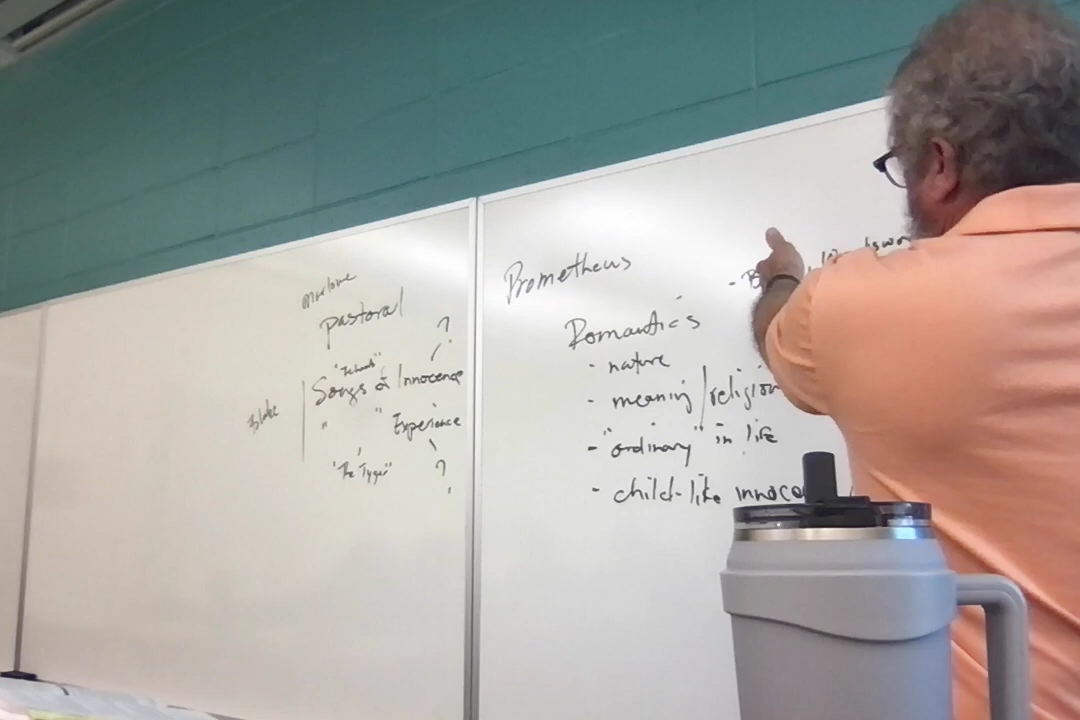 Marlowe
Pastoral
?
"The Lamb"
Songs of Innocence
Blake
" " Experience
"The Tyger"
?
Prometheus
Romantics
- nature
- meaning/religion
- "ordinary" in life
- child-like